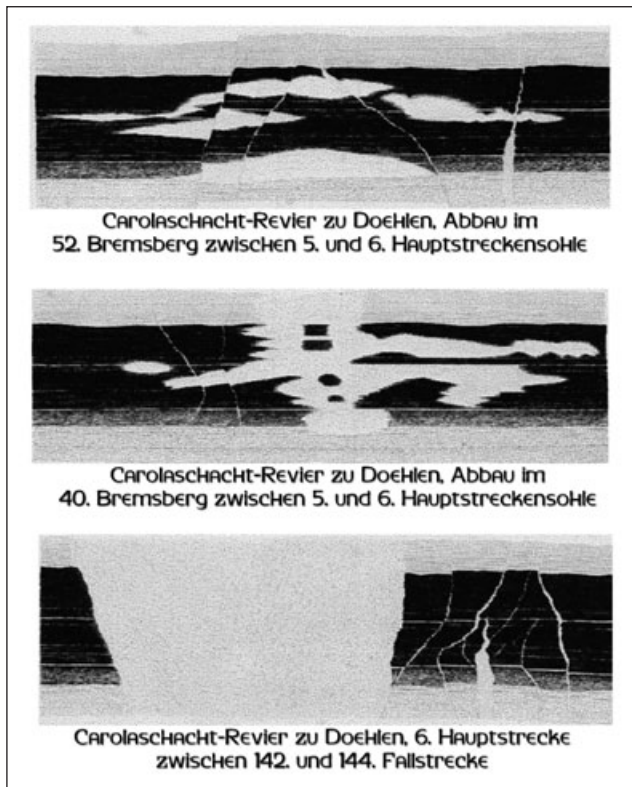 Carolaschacht-Revier zu Doehlen, Abbau im
52. Bremsberg zwischen 5. und 6. Hauptstreckensohle
Carolaschacht-Revier zu Doehlen, Abbau im
40. Bremsberg zwischen 5. und 6. Hauptstreckensohle
Carolaschacht-Revier zu Doehlen, 6. Hauptstrecke
zwischen 142. und 144. Fallstrecke